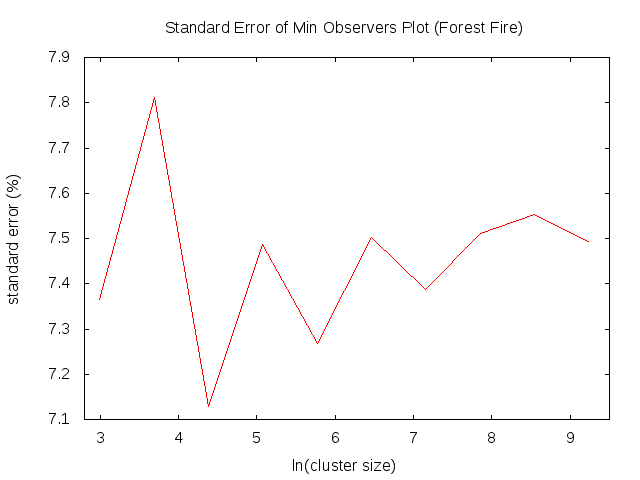 Standard Error of Min Observers Plot (Forest Fire)
7.9
7.8
7.7
7.6
7.5
7.4
7.3
7.2
7.1
standard error (%)
3 4 5 6 7 8 9
ln(cluster size)